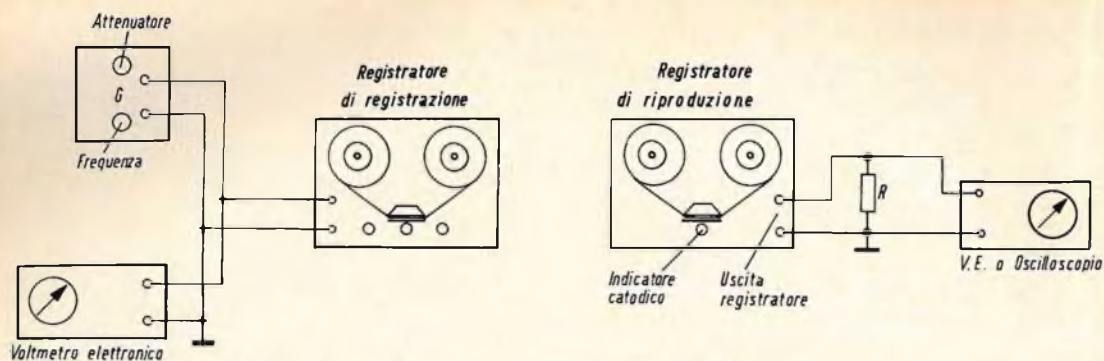 Attenuatore
G
Frequenza
Voltmetro elettronico
Registratore
di registrazione
Registratore
di riproduzione
Indicatore
catodico
Uscita
registratore
R
V.E. o Oscilloscopio